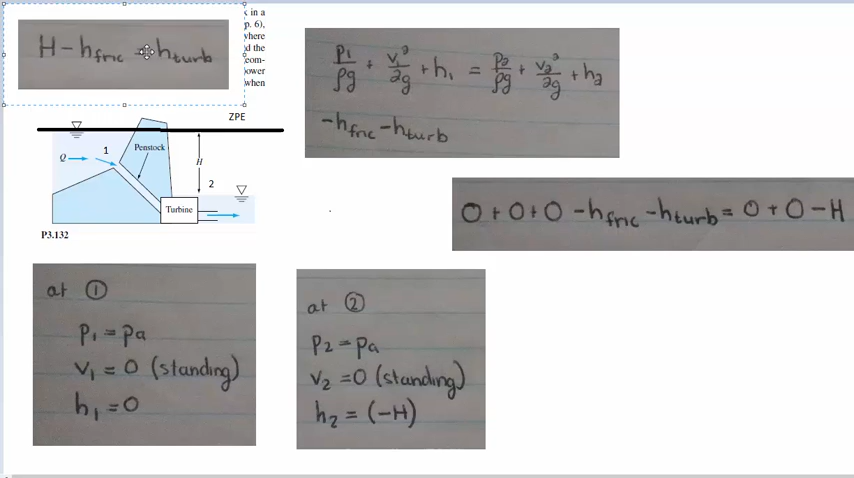 H - h_fric = h_turb
k in a
p. 6),
where
d the
com-
ower
when
p₁/ρg + v₁²/2g + h₁ = p₂/ρg + v₂²/2g + h₂
- h_fric - h_turb
ZPE
Q
1
Penstock
H
2
Turbine
P3.132
0 + 0 + 0 - h_fric - h_turb = 0 + 0 - H
at ①
P₁ = Pa
V₁ = 0 (standing)
h₁ = 0
at ②
P₂ = Pa
V₂ = 0 (standing)
h₂ = (-H)